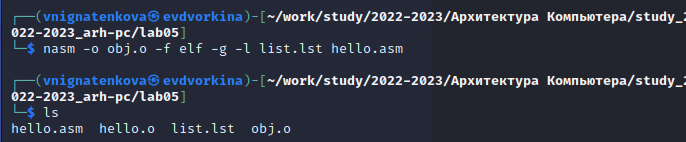 ┌──(vnignatenkova㉿evdvorkina)-[~/work/study/2022-2023/Архитектура Компьютера/study_2
022-2023_arh-pc/lab05]
└─$ nasm -o obj.o -f elf -g -l list.lst hello.asm
┌──(vnignatenkova㉿evdvorkina)-[~/work/study/2022-2023/Архитектура Компьютера/study_2
022-2023_arh-pc/lab05]
└─$ ls
hello.asm  hello.o  list.lst  obj.o